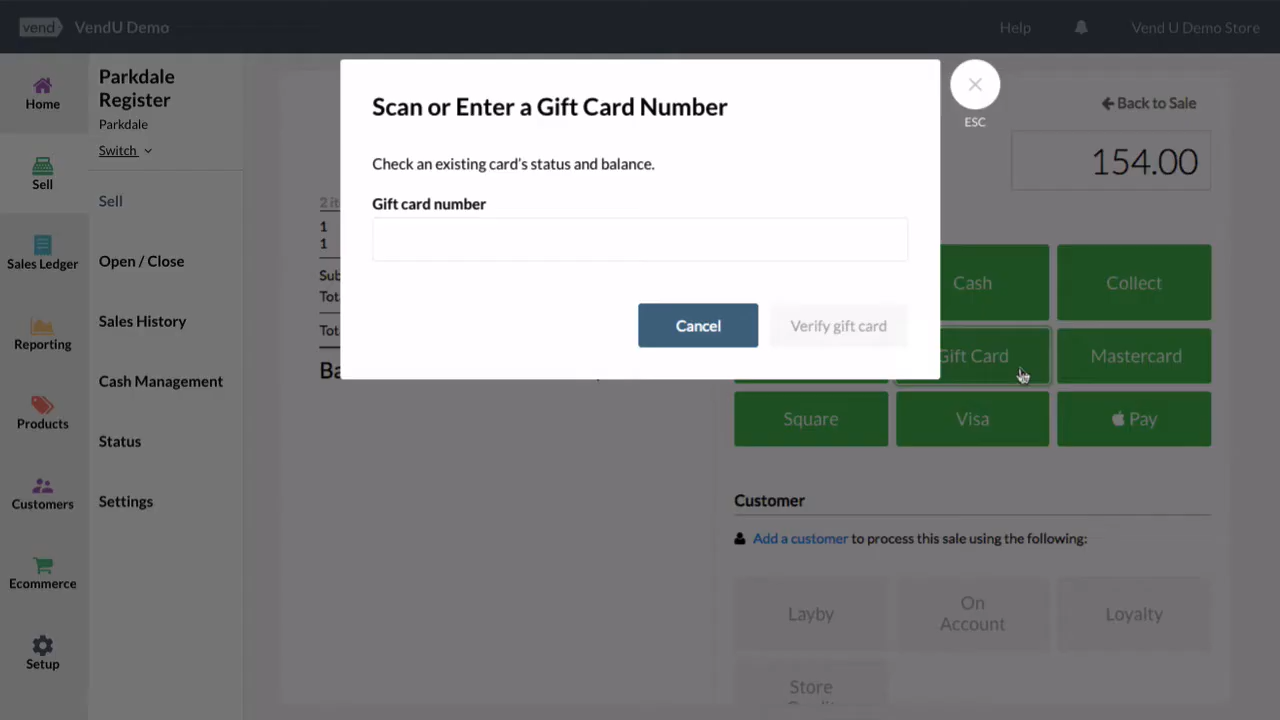 vend VendU Demo
Help
Vend U Demo Store
Home
Sell
Sales Ledger
Reporting
Products
Customers
Ecommerce
Setup
Parkdale
Register
Parkdale
Switch
Sell
Open / Close
Sales History
Cash Management
Status
Settings
Scan or Enter a Gift Card Number
ESC
Check an existing card's status and balance.
Gift card number
Cancel
Verify gift card
1
1
Back to Sale
154.00
Cash
Collect
Gift Card
Mastercard
Square
Visa
Pay
Customer
Add a customer to process this sale using the following:
Layby
On
Account
Loyalty
Store